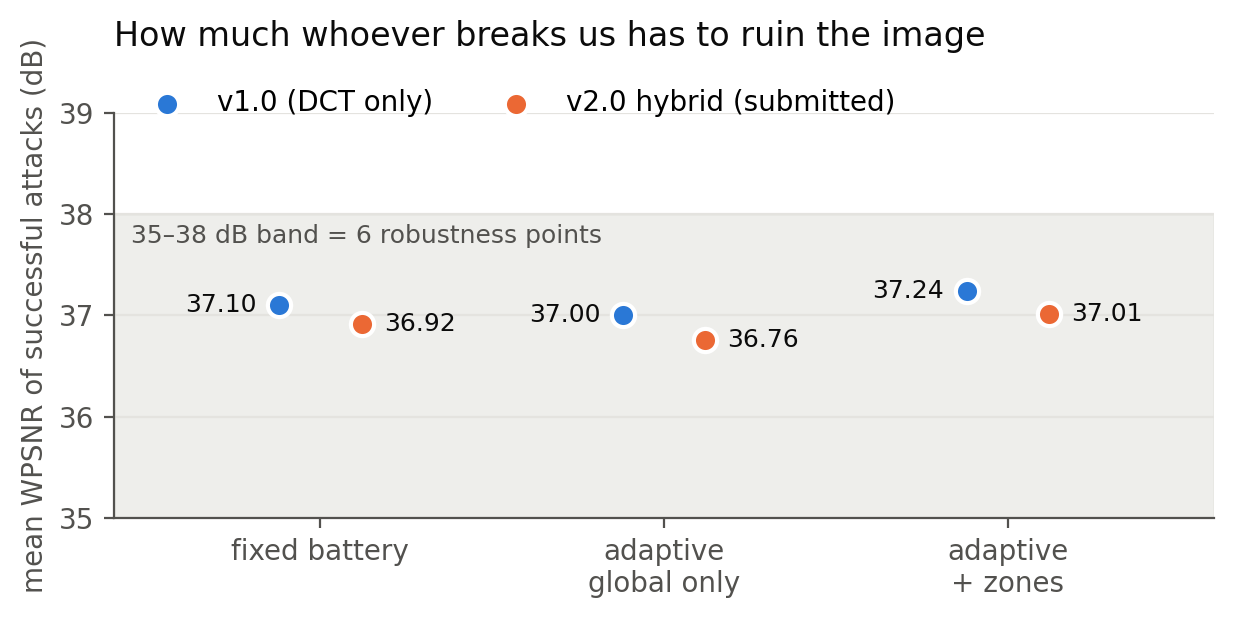 How much whoever breaks us has to ruin the image
v1.0 (DCT only)
v2.0 hybrid (submitted)
mean WPSNR of successful attacks (dB)
39
38
37
36
35
35–38 dB band = 6 robustness points
37.10
36.92
37.00
36.76
37.24
37.01
fixed battery
adaptive
global only
adaptive
+ zones